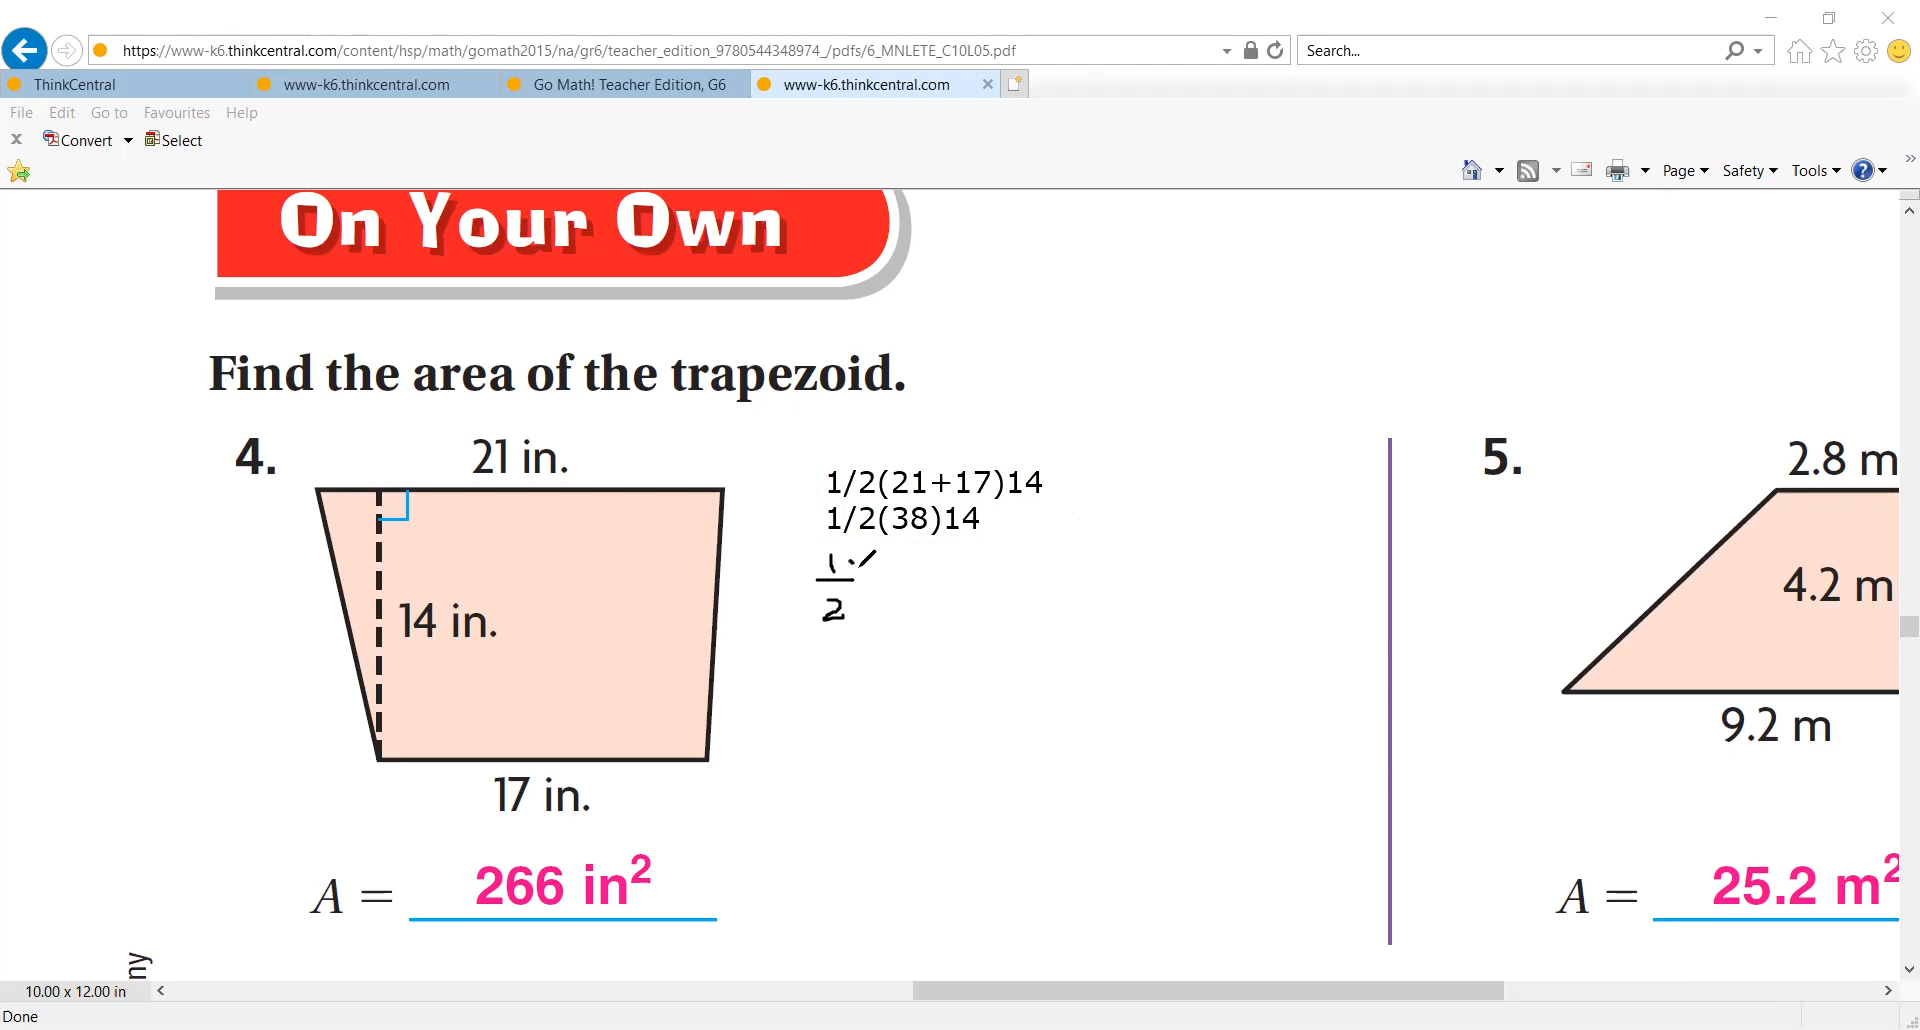 https://www-k6.thinkcentral.com/content/hsp/math/gomath2015/na/gr6/teacher_edition_9780544348974_/pdfs/6_MNLETE_C10L05.pdf
Search...
ThinkCentral
www-k6.thinkcentral.com
Go Math! Teacher Edition, G6
www-k6.thinkcentral.com
File Edit Go to Favourites Help
x Convert Select
Page Safety Tools
On Your Own
Find the area of the trapezoid.
4.
21 in.
14 in.
17 in.
A = 266 in²
1/2(21+17)14
1/2(38)14
1
2
5.
2.8 m
4.2 m
9.2 m
A = 25.2 m²
ny
10.00 x 12.00 in
Done